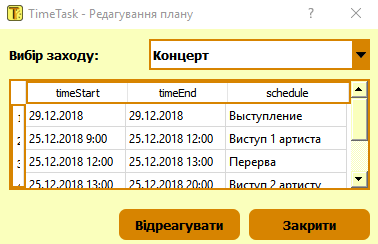 TimeTask - Редагування плану
Вибір заходу: Концерт
timeStart timeEnd schedule
1 29.12.2018 29.12.2018 Выступление
2 25.12.2018 9:00 25.12.2018 12:00 Виступ 1 артиста
3 25.12.2018 12:00 25.12.2018 13:00 Перерва
4 25.12.2018 13:00 25.12.2018 20:00 Виступ 2 артисту
Відреагувати Закрити